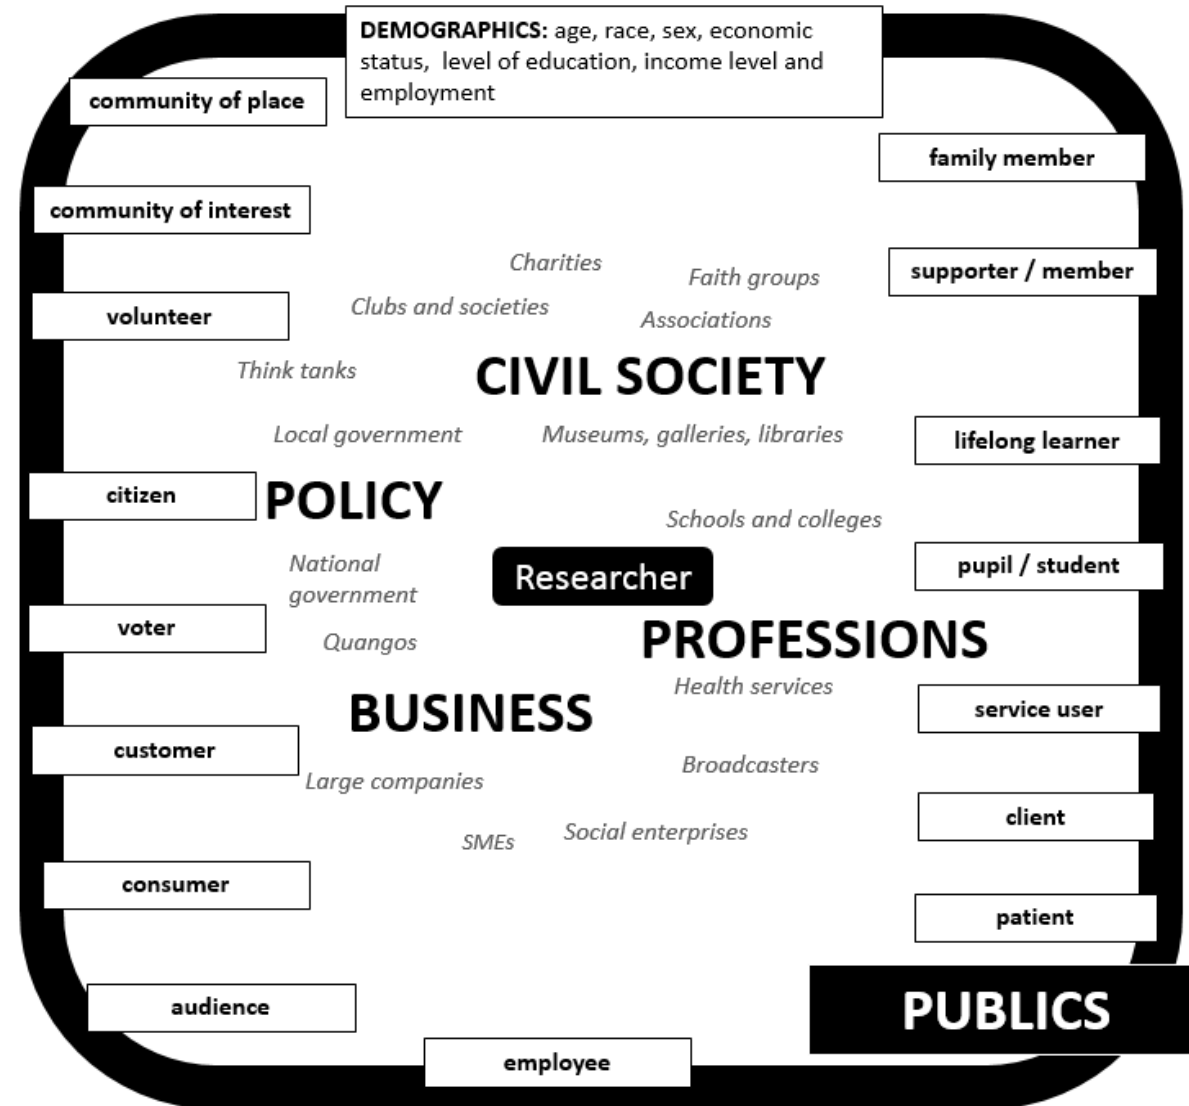 DEMOGRAPHICS: age, race, sex, economic
status, level of education, income level and
employment
community of place
family member
community of interest
supporter / member
Charities
Faith groups
Clubs and societies
Associations
volunteer
Think tanks
CIVIL SOCIETY
Local government
Museums, galleries, libraries
lifelong learner
citizen
POLICY
Schools and colleges
National
government
Researcher
pupil / student
voter
Quangos
PROFESSIONS
Health services
BUSINESS
service user
customer
Large companies
Broadcasters
SMEs
Social enterprises
client
consumer
patient
audience
PUBLICS
employee